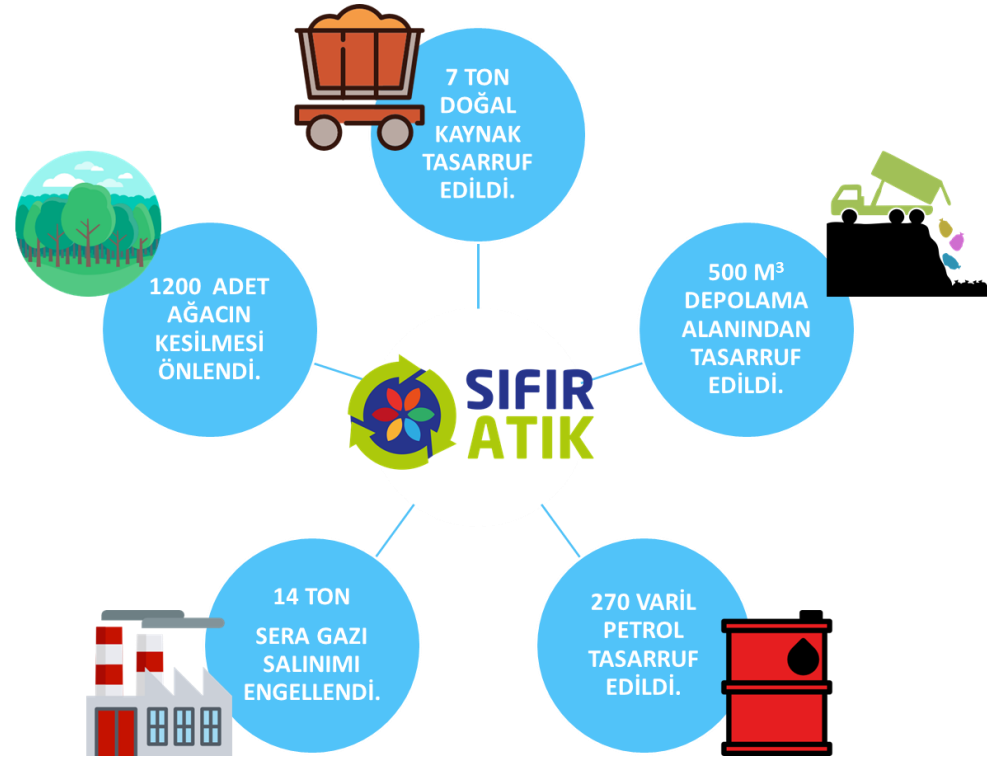 7 TON
DOĞAL
KAYNAK
TASARRUF
EDİLDİ.
1200 ADET
AĞACIN
KESİLMESİ
ÖNLENDİ.
500 M³
DEPOLAMA
ALANINDAN
TASARRUF
EDİLDİ.
SIFIR
ATIK
14 TON
SERA GAZI
SALINIMI
ENGELLENDİ.
270 VARİL
PETROL
TASARRUF
EDİLDİ.